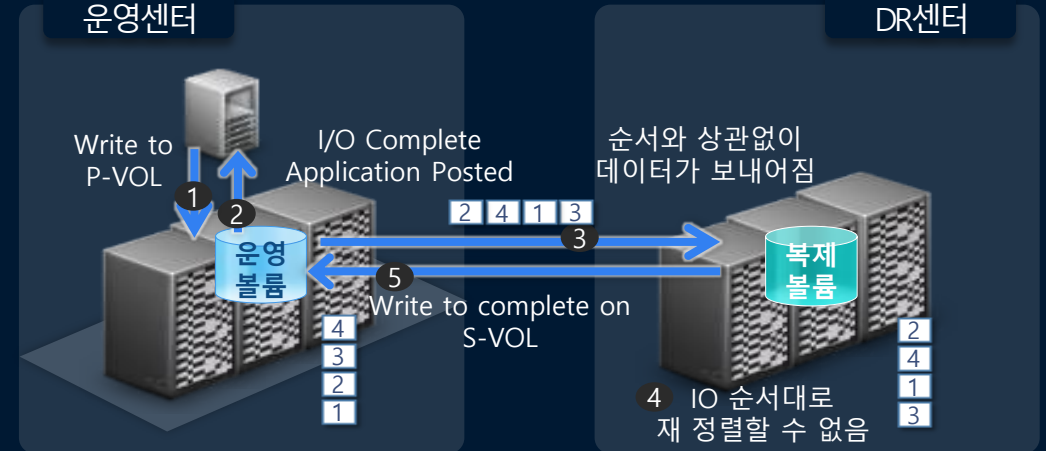 운영센터
DR센터
Write to
P-VOL
I/O Complete
Application Posted
순서와 상관없이
데이터가 보내어짐
1
2
2 4 1 3
3
운영
볼륨
복제
볼륨
5
Write to complete on
S-VOL
4
3
2
1
2
4
1
3
4 IO 순서대로
재 정렬할 수 없음